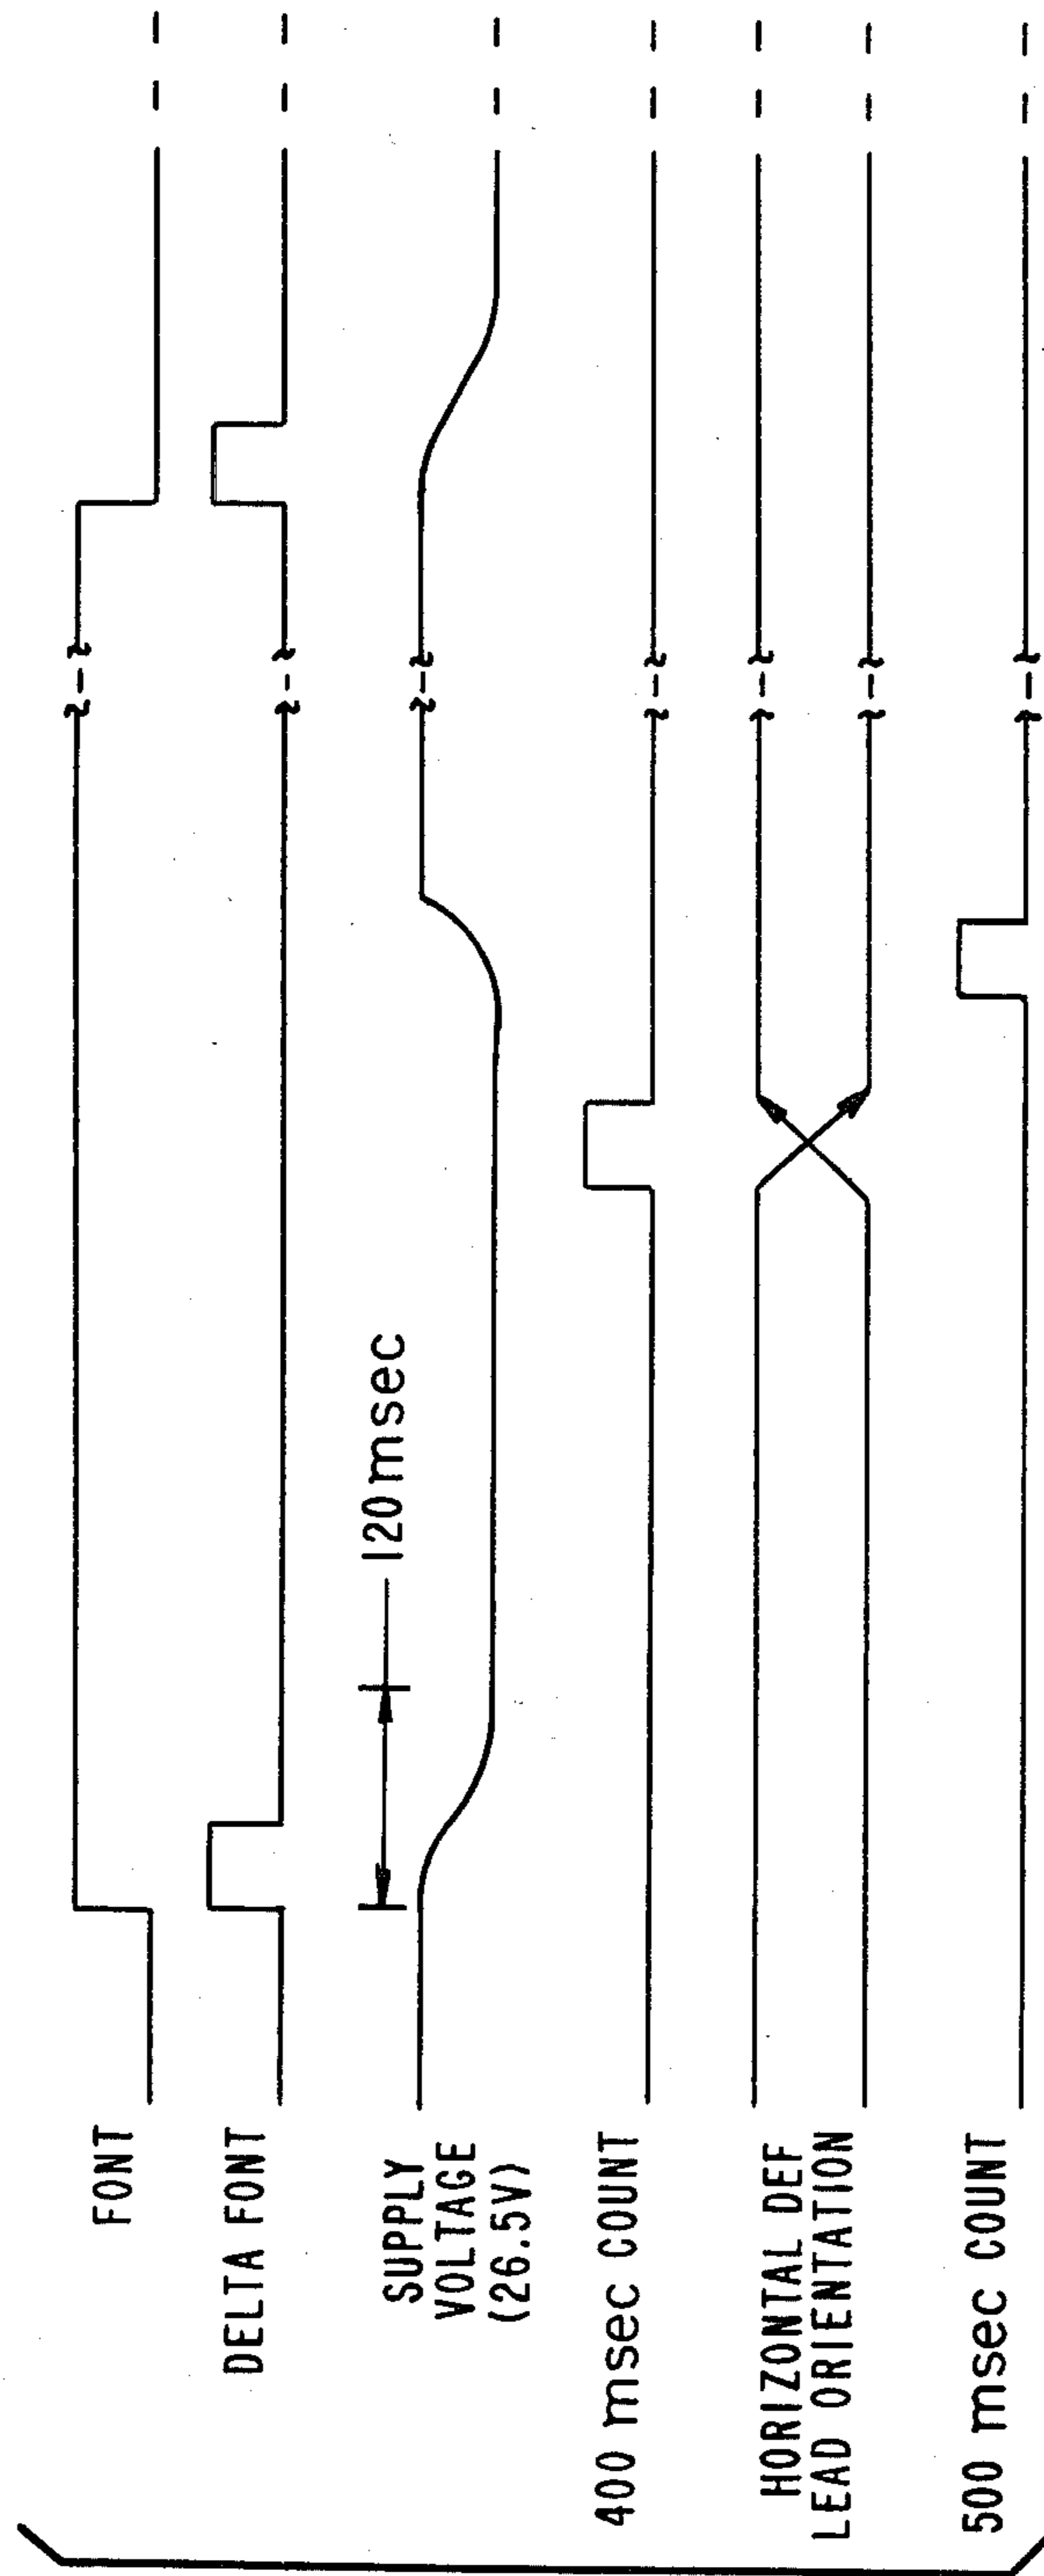 FONT
DELTA FONT
SUPPLY
VOLTAGE
(26.5V)
120 msec
400 msec COUNT
HORIZONTAL DEF
LEAD ORIENTATION
500 msec COUNT